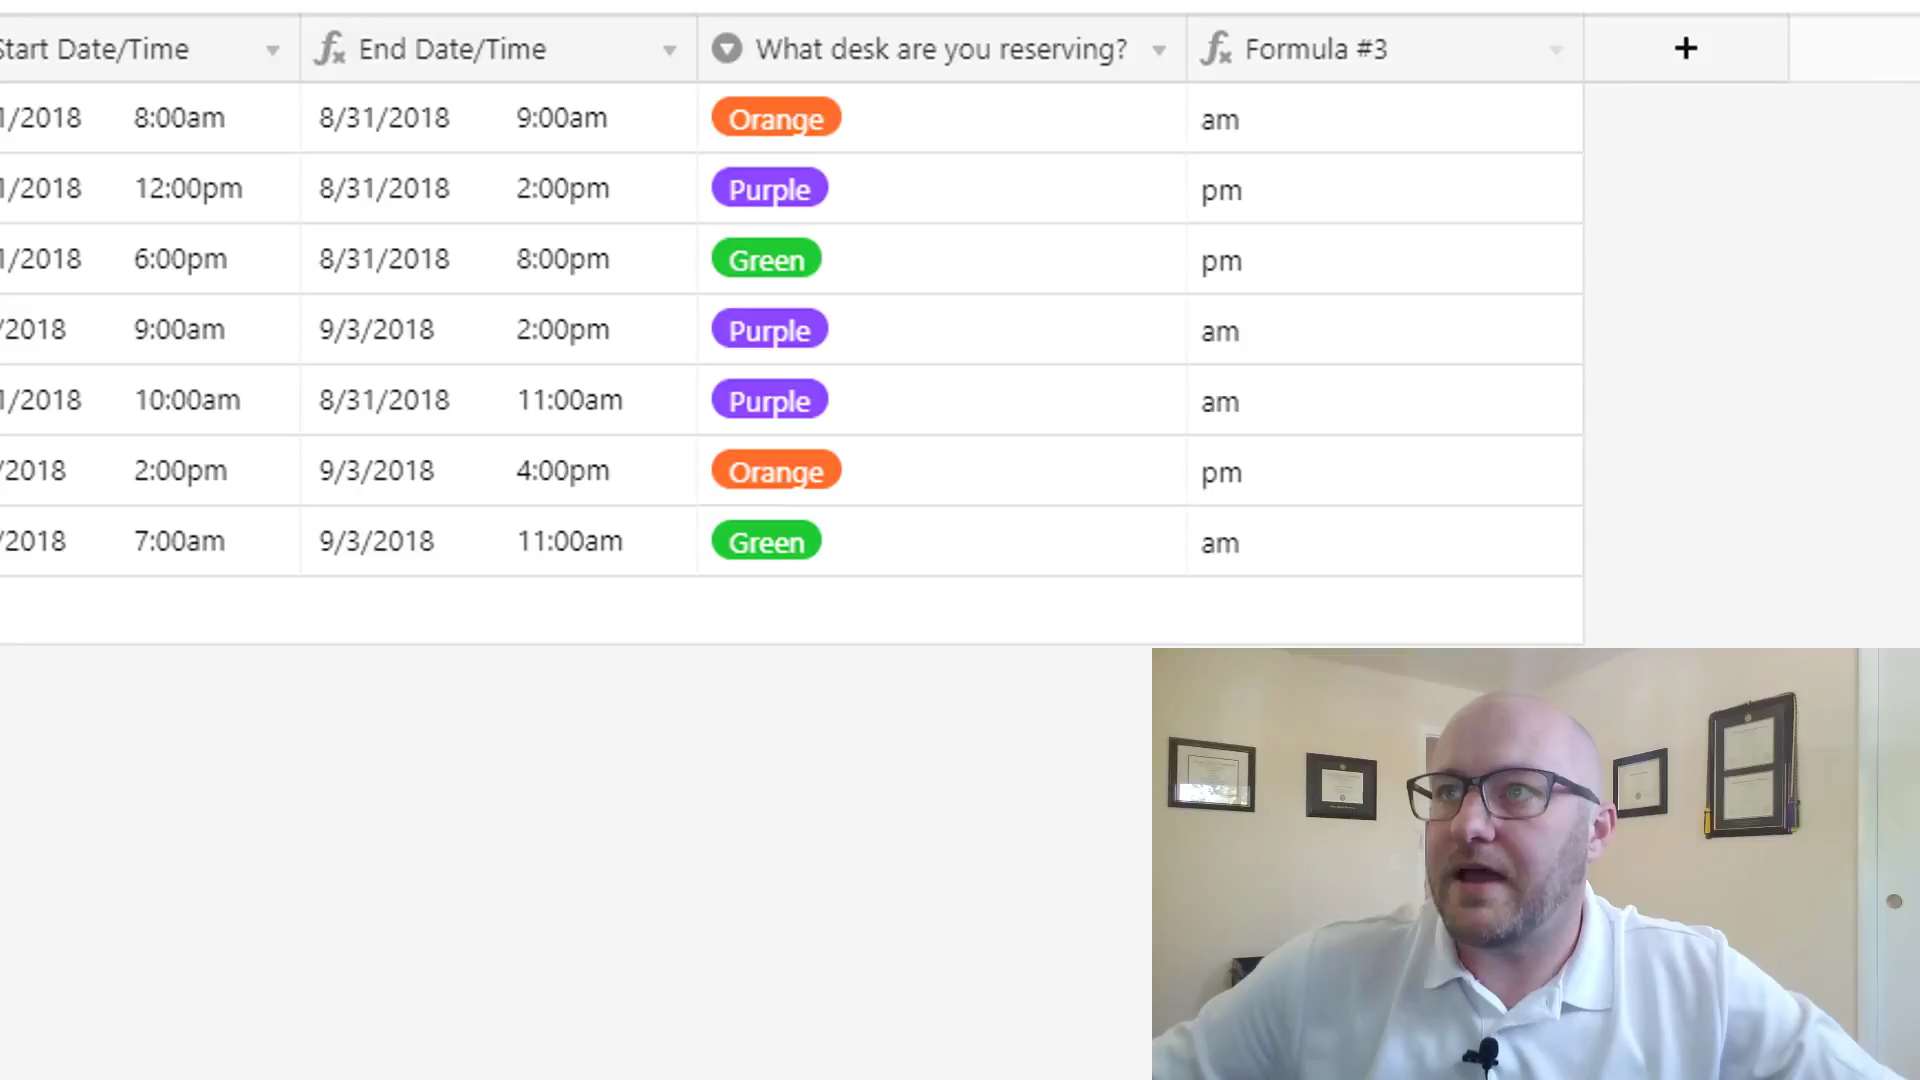 Start Date/Time End Date/Time What desk are you reserving? Formula #3 +
1/2018 8:00am 8/31/2018 9:00am Orange am
1/2018 12:00pm 8/31/2018 2:00pm Purple pm
1/2018 6:00pm 8/31/2018 8:00pm Green pm
/2018 9:00am 9/3/2018 2:00pm Purple am
1/2018 10:00am 8/31/2018 11:00am Purple am
/2018 2:00pm 9/3/2018 4:00pm Orange pm
/2018 7:00am 9/3/2018 11:00am Green am